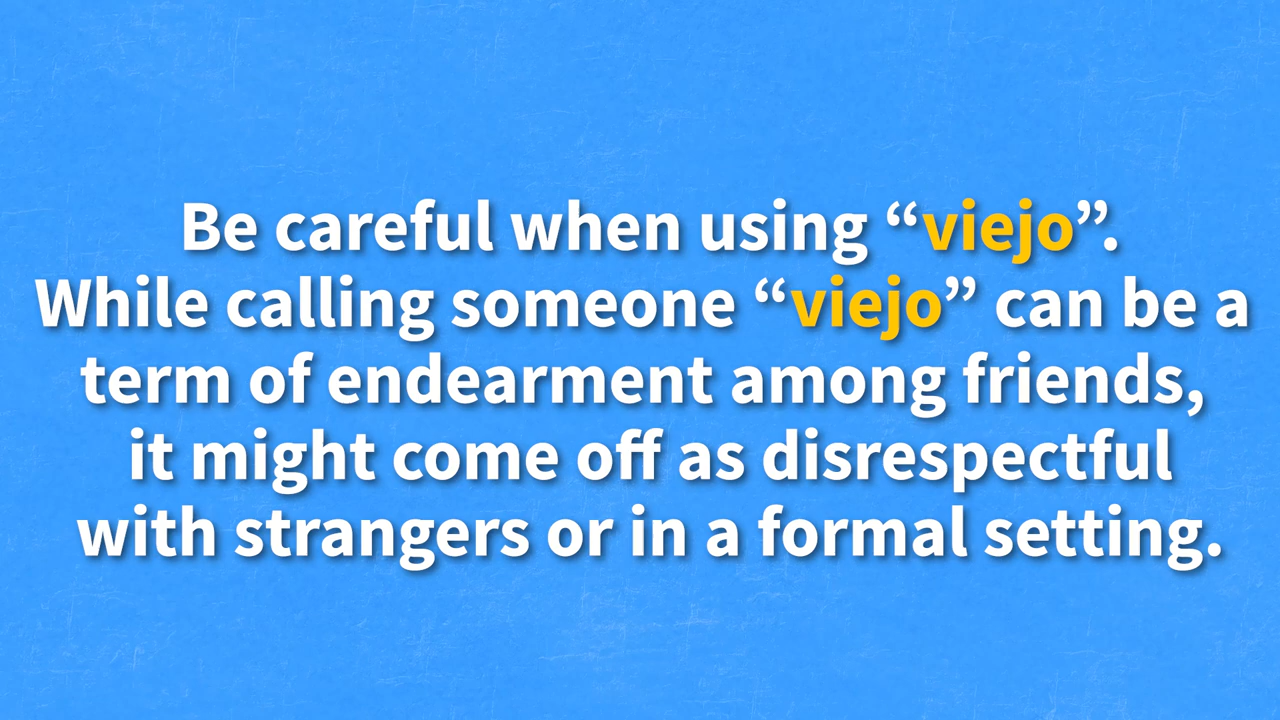 Be careful when using “viejo”.
While calling someone “viejo” can be a
term of endearment among friends,
it might come off as disrespectful
with strangers or in a formal setting.